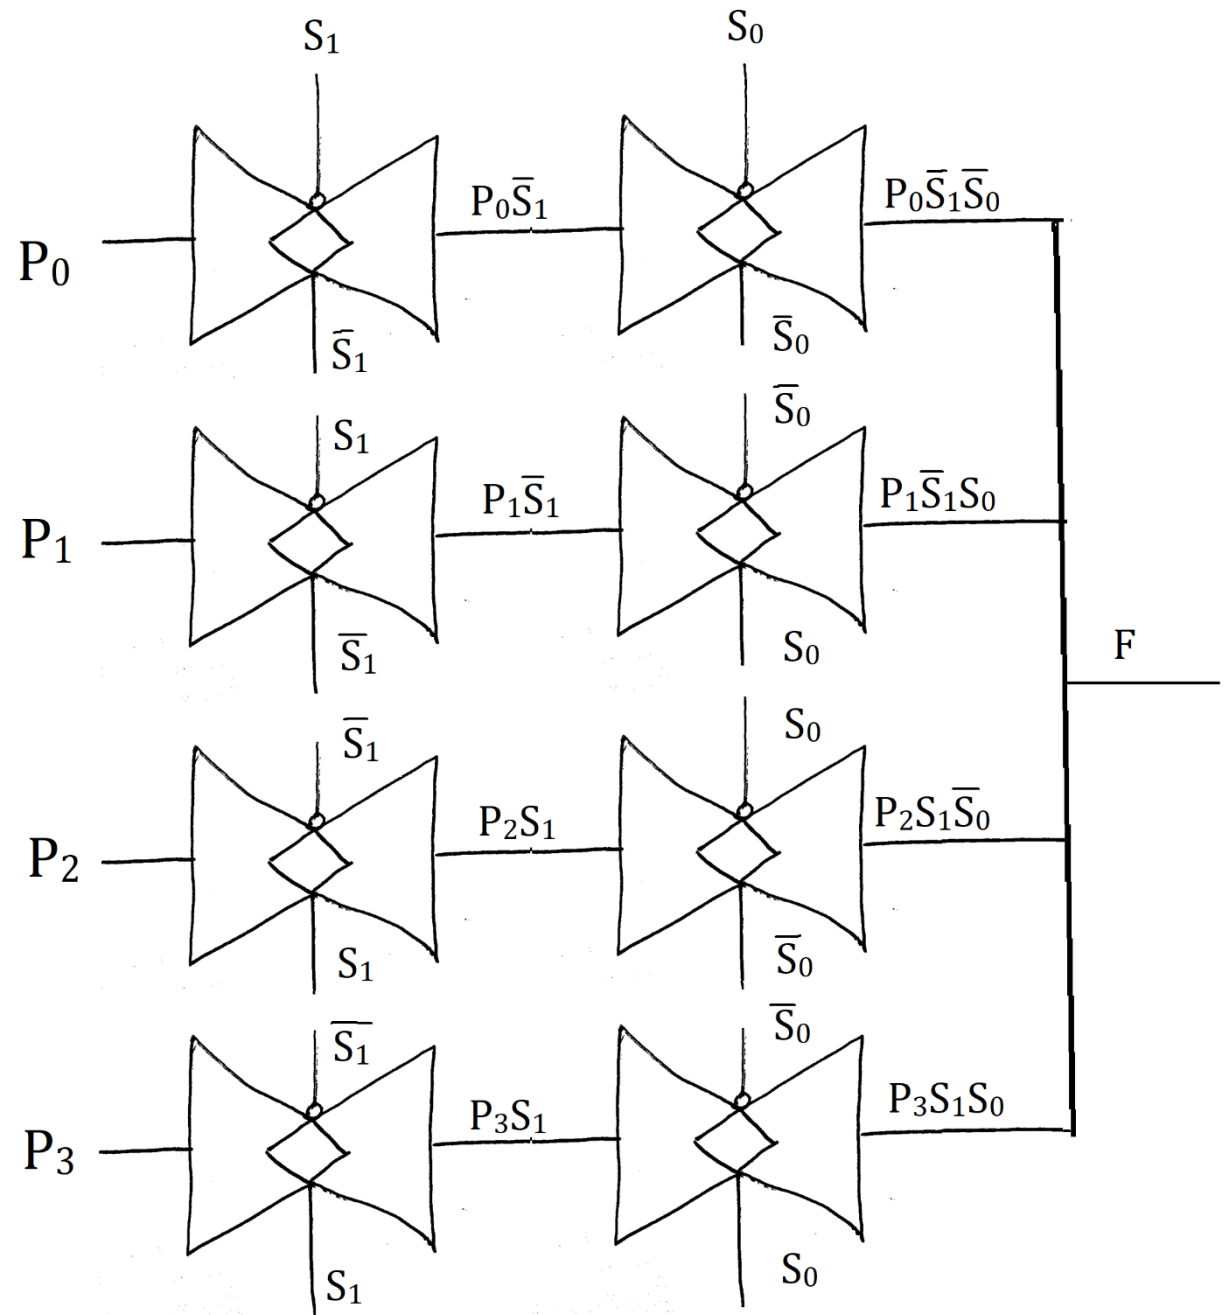 S₁ S₀
P₀ P₀S̅₁ P₀S̅₁S̅₀
S̅₁ S̅₀
S₁ S̅₀
P₁ P₁S̅₁ P₁S̅₁S₀
S̅₁ S₀
F
S̅₁ S₀
P₂ P₂S₁ P₂S₁S̅₀
S₁ S̅₀
S̅₁ S̅₀
P₃ P₃S₁ P₃S₁S₀
S₁ S₀